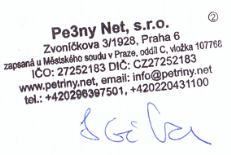 ②
Pe3ny Net, s.r.o.
Zvoníčkova 3/1928, Praha 6
zapsaná u Městského soudu v Praze, oddíl C, vložka 107768
IČO: 27252183 DIČ: CZ27252183
www.petriny.net, email: info@petriny.net
tel.: +420296397501, +420220431100